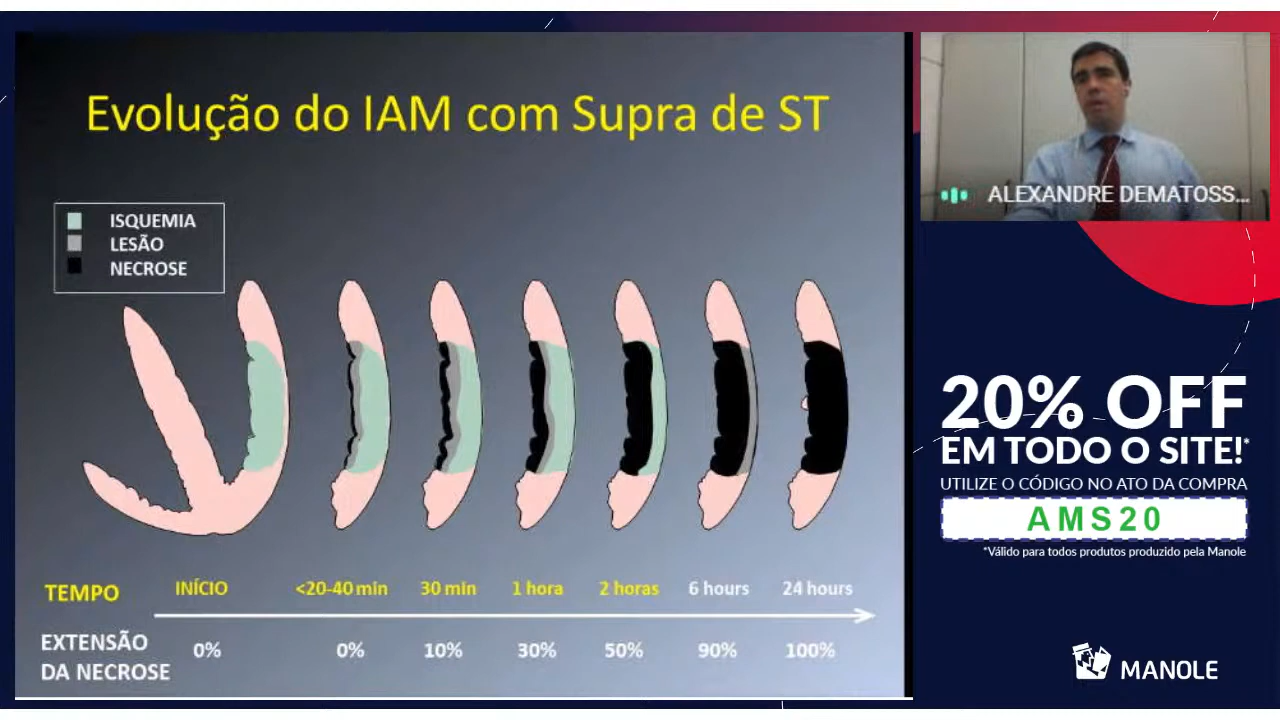 Evolução do IAM com Supra de ST
ISQUEMIA
LESÃO
NECROSE
TEMPO
INÍCIO
<20-40 min
30 min
1 hora
2 horas
6 hours
24 hours
EXTENSÃO
DA NECROSE
0%
0%
10%
30%
50%
90%
100%
ALEXANDRE DEMATOSS...
20% OFF
EM TODO O SITE!*
UTILIZE O CÓDIGO NO ATO DA COMPRA
AMS20
*Válido para todos produtos produzido pela Manole
MANOLE